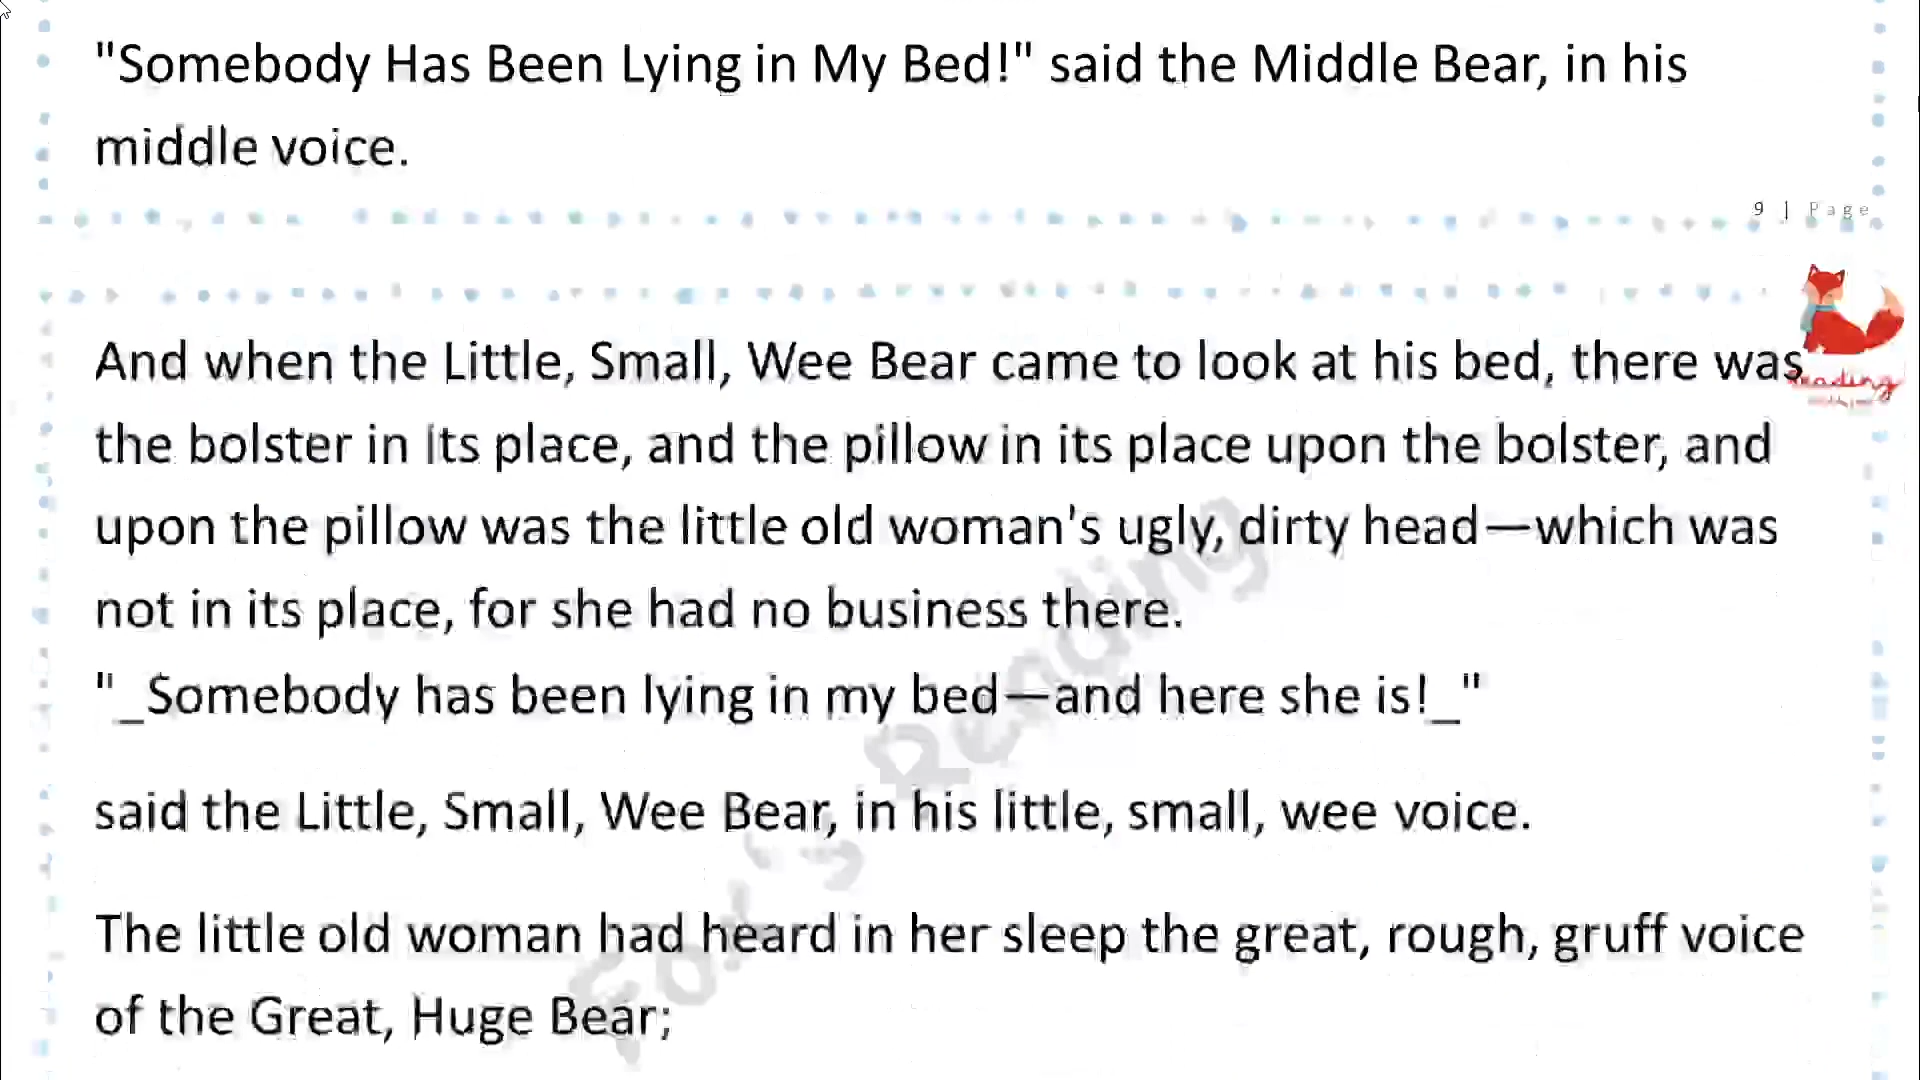 "Somebody Has Been Lying in My Bed!" said the Middle Bear, in his
middle voice.
9 | Page
And when the Little, Small, Wee Bear came to look at his bed, there was
the bolster in its place, and the pillow in its place upon the bolster, and
upon the pillow was the little old woman's ugly, dirty head—which was
not in its place, for she had no business there.
"_Somebody has been lying in my bed—and here she is!_"
said the Little, Small, Wee Bear, in his little, small, wee voice.
The little old woman had heard in her sleep the great, rough, gruff voice
of the Great, Huge Bear;
Fox's Reading